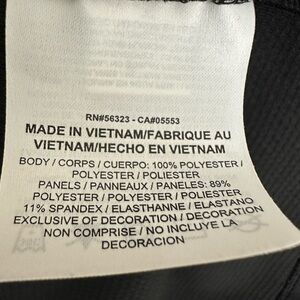 RN#56323 - CA#05553
MADE IN VIETNAM/FABRIQUE AU
VIETNAM/HECHO EN VIETNAM
BODY / CORPS / CUERPO: 100% POLYESTER /
POLYESTER / POLIESTER
PANELS / PANNEAUX / PANELES: 89%
POLYESTER / POLYESTER / POLIESTER
11% SPANDEX / ELASTHANNE / ELASTANO
EXCLUSIVE OF DECORATION / DECORATION
NON COMPRISE / NO INCLUYE LA
DECORACION